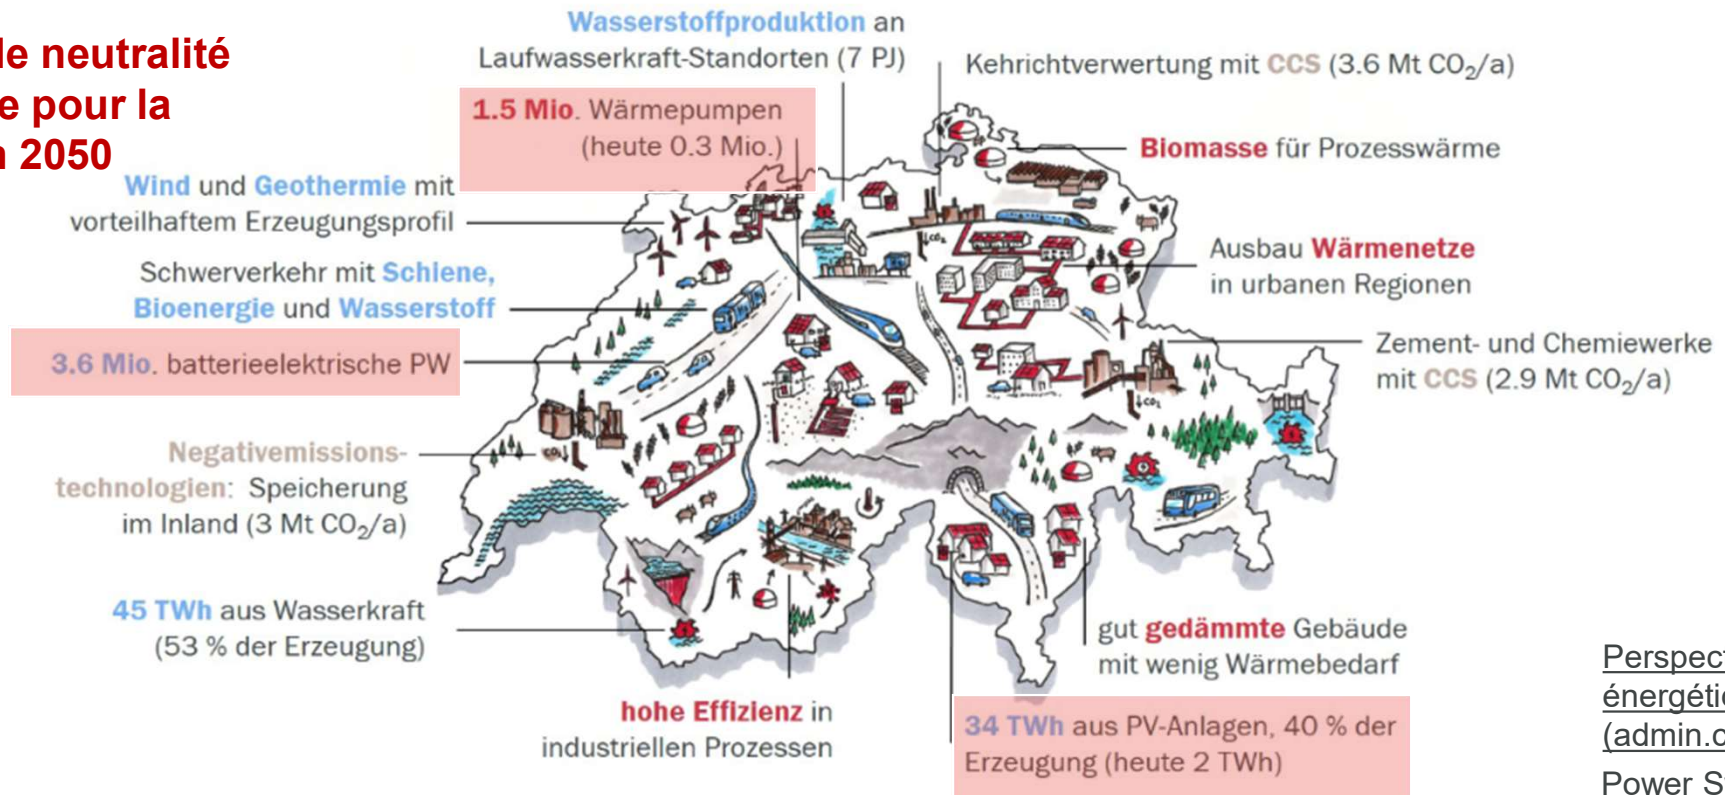 de neutralité
e pour la
n 2050
Wasserstoffproduktion an
Laufwasserkraft-Standorten (7 PJ)
Kehrichtverwertung mit CCS (3.6 Mt CO₂/a)
1.5 Mio. Wärmepumpen
(heute 0.3 Mio.)
Biomasse für Prozesswärme
Wind und Geothermie mit
vorteilhaftem Erzeugungsprofil
Ausbau Wärmenetze
in urbanen Regionen
Schwerverkehr mit Schiene,
Bioenergie und Wasserstoff
3.6 Mio. batterieelektrische PW
Zement- und Chemiewerke
mit CCS (2.9 Mt CO₂/a)
Negativemissions-
technologien: Speicherung
im Inland (3 Mt CO₂/a)
45 TWh aus Wasserkraft
(53 % der Erzeugung)
hohe Effizienz in
industriellen Prozessen
gut gedämmte Gebäude
mit wenig Wärmebedarf
34 TWh aus PV-Anlagen, 40 % der
Erzeugung (heute 2 TWh)
CO₂
CO₂
CO₂
Perspect
énergétic
(admin.c
Power S